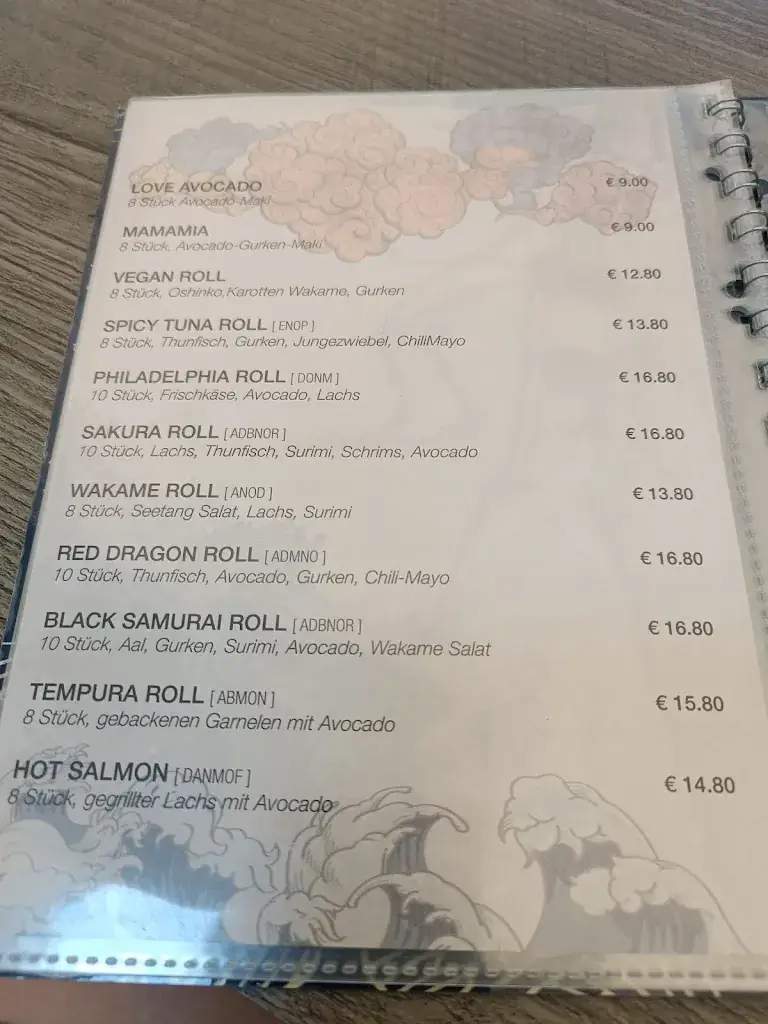 LOVE AVOCADO € 9.00
8 Stück Avocado-Maki
MAMAMIA € 9.00
8 Stück, Avocado-Gurken-Maki
VEGAN ROLL € 12.80
8 Stück, Oshinko,Karotten Wakame, Gurken
SPICY TUNA ROLL [ ENOP ] € 13.80
8 Stück, Thunfisch, Gurken, Jungezwiebel, ChiliMayo
PHILADELPHIA ROLL [ DONM ] € 16.80
10 Stück, Frischkäse, Avocado, Lachs
SAKURA ROLL [ ADBNOR ] € 16.80
10 Stück, Lachs, Thunfisch, Surimi, Schrims, Avocado
WAKAME ROLL [ ANOD ] € 13.80
8 Stück, Seetang Salat, Lachs, Surimi
RED DRAGON ROLL [ ADMNO ] € 16.80
10 Stück, Thunfisch, Avocado, Gurken, Chili-Mayo
BLACK SAMURAI ROLL [ ADBNOR ] € 16.80
10 Stück, Aal, Gurken, Surimi, Avocado, Wakame Salat
TEMPURA ROLL [ ABMON ] € 15.80
8 Stück, gebackenen Garnelen mit Avocado
HOT SALMON [ DANMOF ] € 14.80
8 Stück, gegrillter Lachs mit Avocado